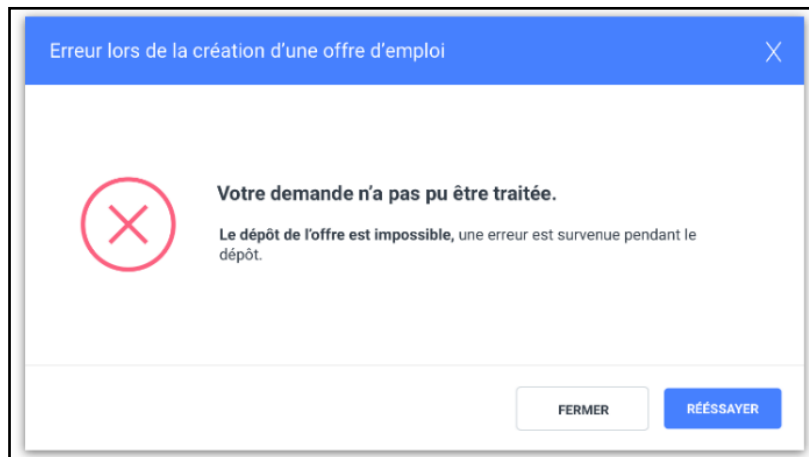 Erreur lors de la création d'une offre d'emploi X
Votre demande n'a pas pu être traitée.
Le dépôt de l'offre est impossible, une erreur est survenue pendant le
dépôt.
FERMER RÉÉSSAYER